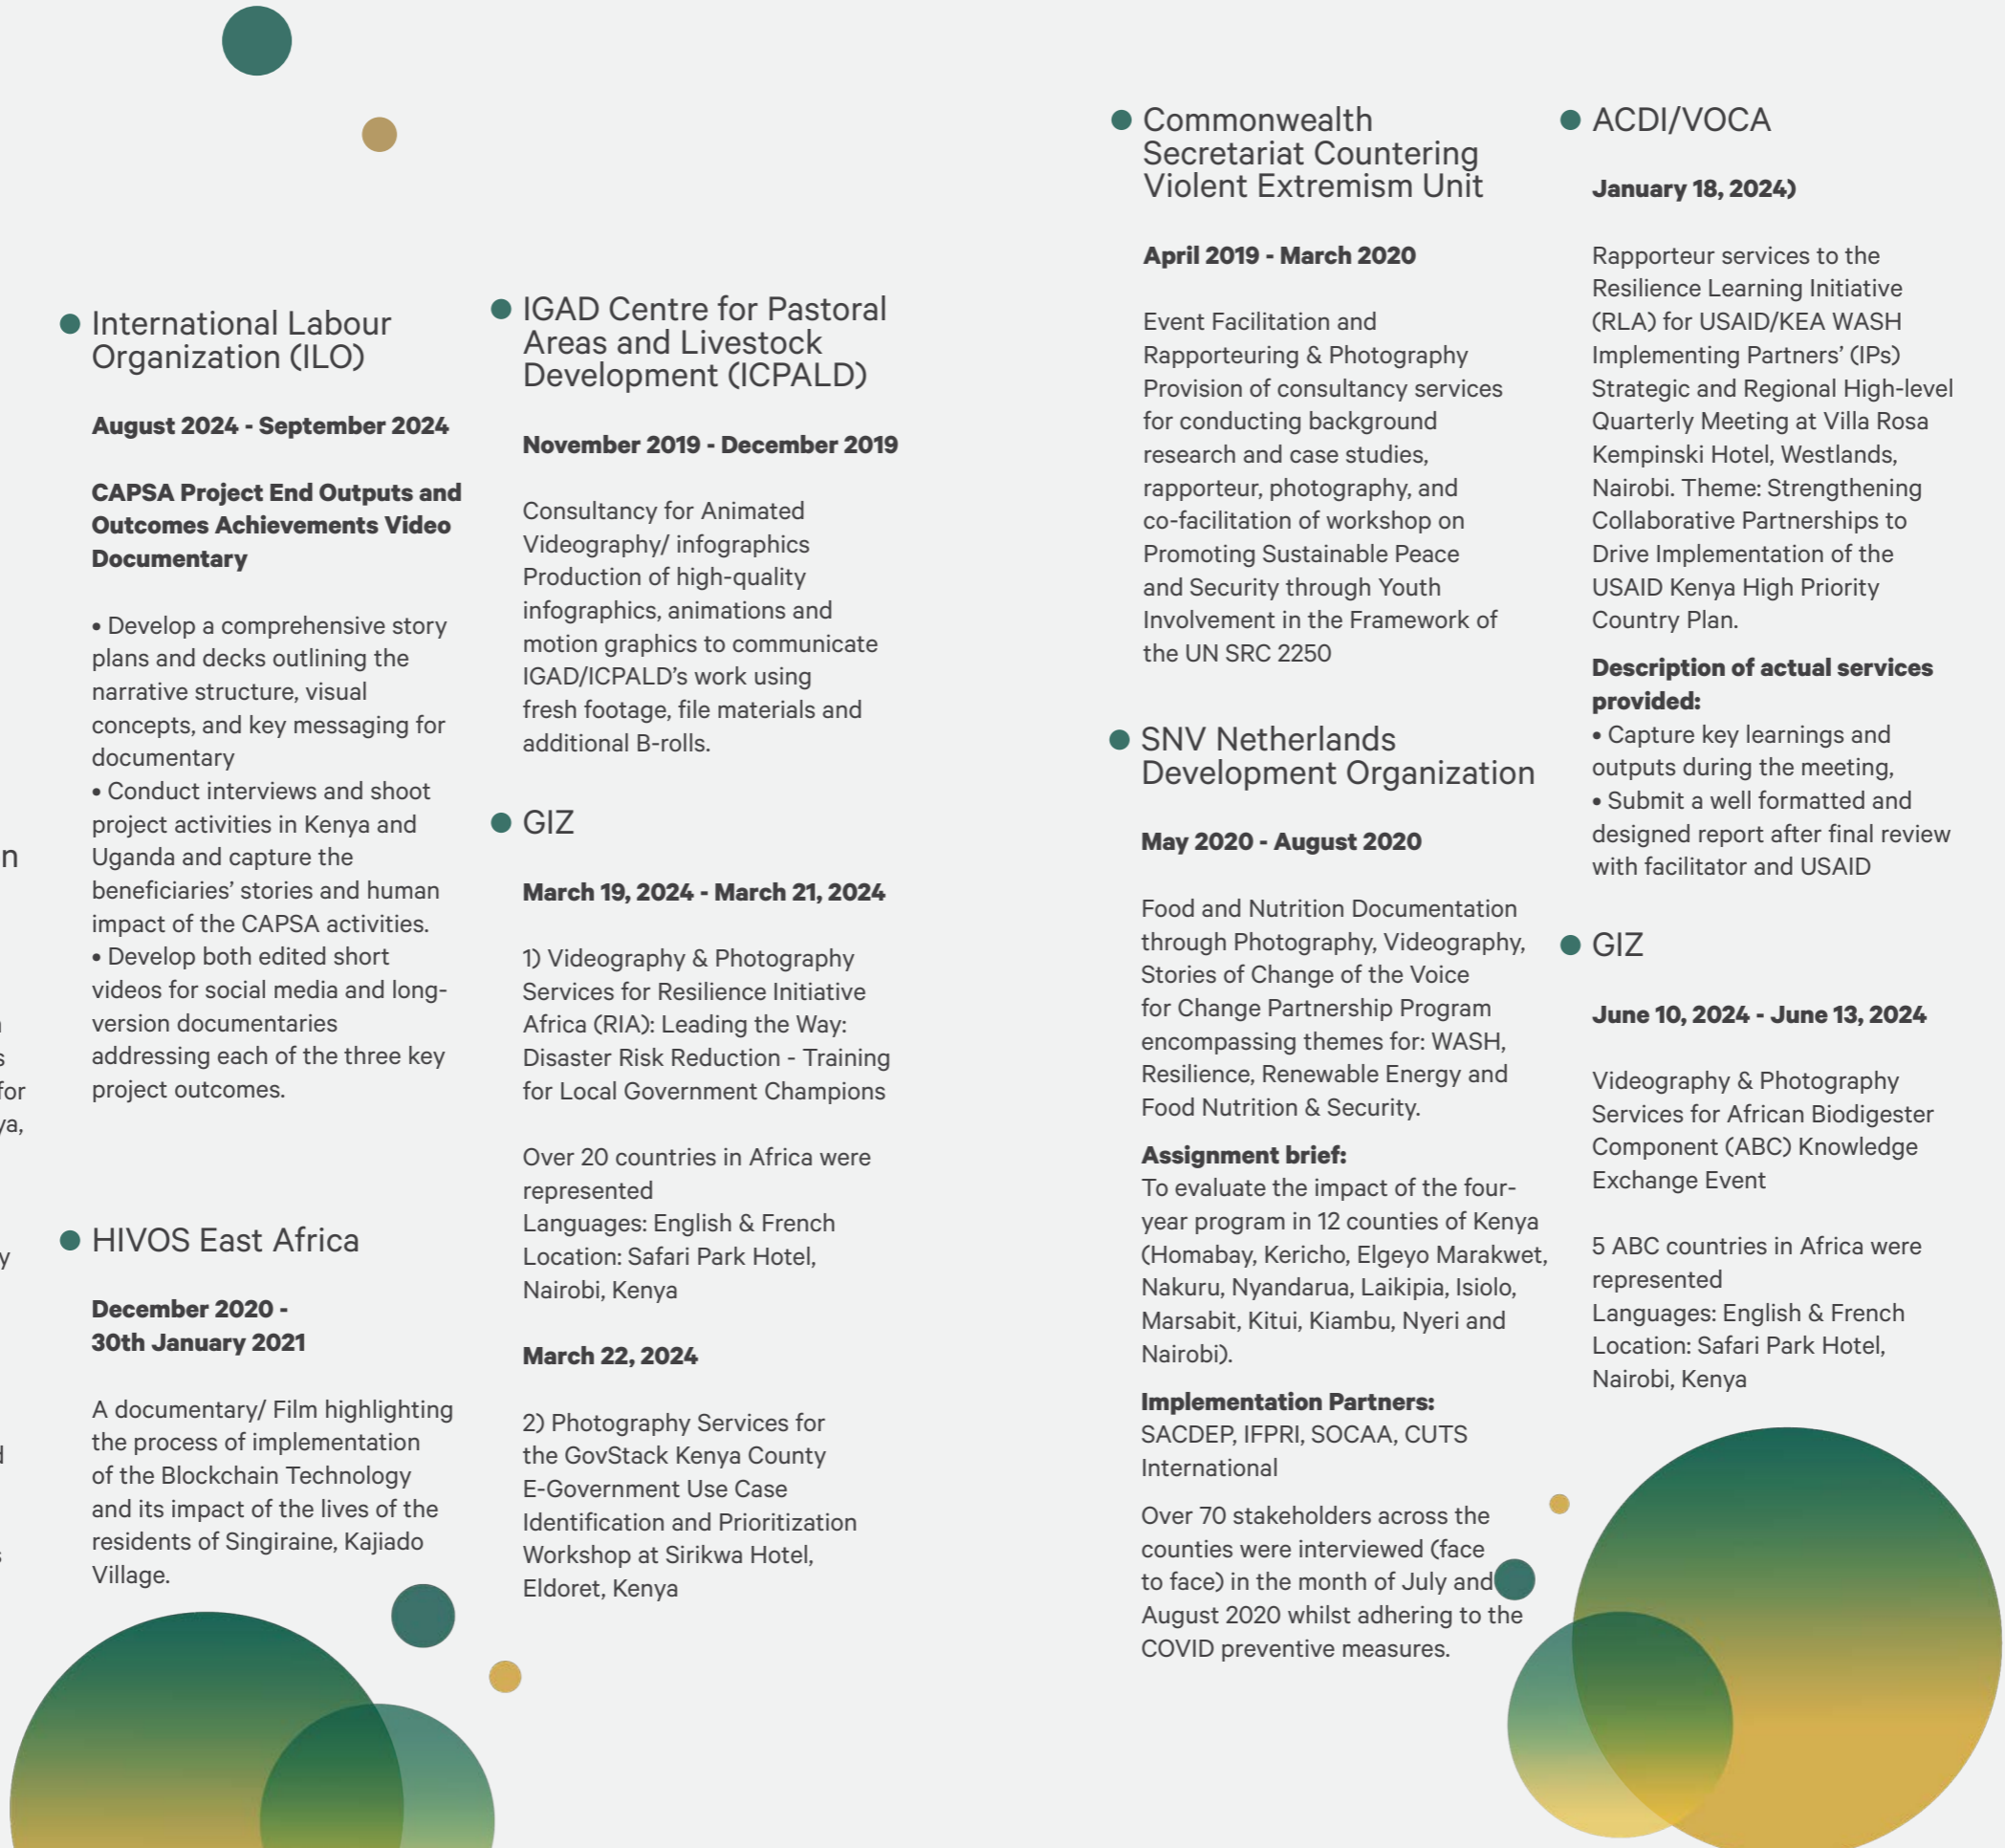 n
s
for
ya,
y
d
s
International Labour
Organization (ILO)
August 2024 - September 2024
CAPSA Project End Outputs and
Outcomes Achievements Video
Documentary
• Develop a comprehensive story
plans and decks outlining the
narrative structure, visual
concepts, and key messaging for
documentary
• Conduct interviews and shoot
project activities in Kenya and
Uganda and capture the
beneficiaries’ stories and human
impact of the CAPSA activities.
• Develop both edited short
videos for social media and long-
version documentaries
addressing each of the three key
project outcomes.
HIVOS East Africa
December 2020 -
30th January 2021
A documentary/ Film highlighting
the process of implementation
of the Blockchain Technology
and its impact of the lives of the
residents of Singiraine, Kajiado
Village.
IGAD Centre for Pastoral
Areas and Livestock
Development (ICPALD)
November 2019 - December 2019
Consultancy for Animated
Videography/ infographics
Production of high-quality
infographics, animations and
motion graphics to communicate
IGAD/ICPALD’s work using
fresh footage, file materials and
additional B-rolls.
GIZ
March 19, 2024 - March 21, 2024
1) Videography & Photography
Services for Resilience Initiative
Africa (RIA): Leading the Way:
Disaster Risk Reduction - Training
for Local Government Champions
Over 20 countries in Africa were
represented
Languages: English & French
Location: Safari Park Hotel,
Nairobi, Kenya
March 22, 2024
2) Photography Services for
the GovStack Kenya County
E-Government Use Case
Identification and Prioritization
Workshop at Sirikwa Hotel,
Eldoret, Kenya
Commonwealth
Secretariat Countering
Violent Extremism Unit
April 2019 - March 2020
Event Facilitation and
Rapporteuring & Photography
Provision of consultancy services
for conducting background
research and case studies,
rapporteur, photography, and
co-facilitation of workshop on
Promoting Sustainable Peace
and Security through Youth
Involvement in the Framework of
the UN SRC 2250
SNV Netherlands
Development Organization
May 2020 - August 2020
Food and Nutrition Documentation
through Photography, Videography,
Stories of Change of the Voice
for Change Partnership Program
encompassing themes for: WASH,
Resilience, Renewable Energy and
Food Nutrition & Security.
Assignment brief:
To evaluate the impact of the four-
year program in 12 counties of Kenya
(Homabay, Kericho, Elgeyo Marakwet,
Nakuru, Nyandarua, Laikipia, Isiolo,
Marsabit, Kitui, Kiambu, Nyeri and
Nairobi).
Implementation Partners:
SACDEP, IFPRI, SOCAA, CUTS
International
Over 70 stakeholders across the
counties were interviewed (face
to face) in the month of July and
August 2020 whilst adhering to the
COVID preventive measures.
ACDI/VOCA
January 18, 2024)
Rapporteur services to the
Resilience Learning Initiative
(RLA) for USAID/KEA WASH
Implementing Partners’ (IPs)
Strategic and Regional High-level
Quarterly Meeting at Villa Rosa
Kempinski Hotel, Westlands,
Nairobi. Theme: Strengthening
Collaborative Partnerships to
Drive Implementation of the
USAID Kenya High Priority
Country Plan.
Description of actual services
provided:
• Capture key learnings and
outputs during the meeting,
• Submit a well formatted and
designed report after final review
with facilitator and USAID
GIZ
June 10, 2024 - June 13, 2024
Videography & Photography
Services for African Biodigester
Component (ABC) Knowledge
Exchange Event
5 ABC countries in Africa were
represented
Languages: English & French
Location: Safari Park Hotel,
Nairobi, Kenya